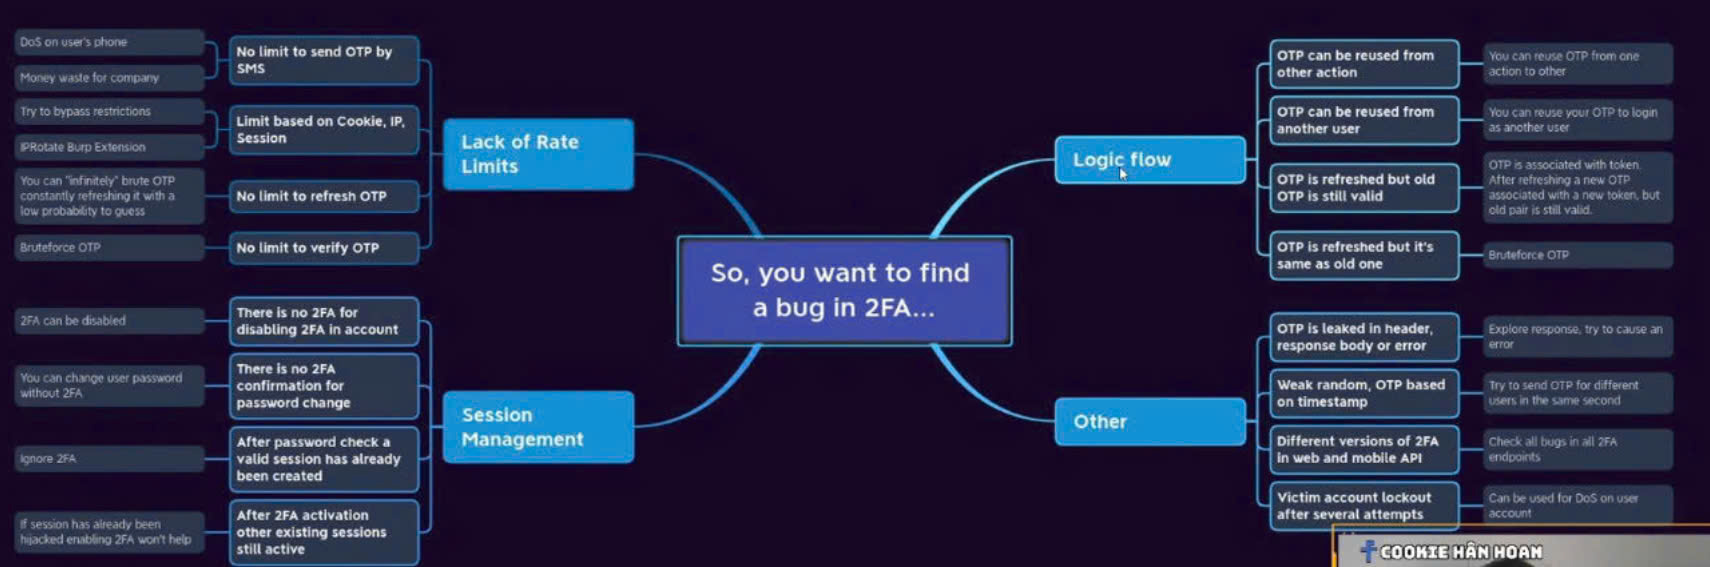 DoS on user's phone
Money waste for company
Try to bypass restrictions
IPRotate Burp Extension
You can "infinitely" brute OTP
constantly refreshing it with a
low probability to guess
Bruteforce OTP
No limit to send OTP by
SMS
Limit based on Cookie, IP,
Session
No limit to refresh OTP
No limit to verify OTP
Lack of Rate
Limits
2FA can be disabled
You can change user password
without 2FA
Ignore 2FA
If session has already been
hijacked enabling 2FA won't help
There is no 2FA for
disabling 2FA in account
There is no 2FA
confirmation for
password change
After password check a
valid session has already
been created
After 2FA activation
other existing sessions
still active
Session
Management
So, you want to find
a bug in 2FA...
Logic flow
OTP can be reused from
other action
OTP can be reused from
another user
OTP is refreshed but old
OTP is still valid
OTP is refreshed but it's
same as old one
You can reuse OTP from one
action to other
You can reuse your OTP to login
as another user
OTP is associated with token.
After refreshing a new OTP
associated with a new token, but
old pair is still valid.
Bruteforce OTP
Other
OTP is leaked in header,
response body or error
Weak random, OTP based
on timestamp
Different versions of 2FA
in web and mobile API
Victim account lockout
after several attempts
Explore response, try to cause an
error
Try to send OTP for different
users in the same second
Check all bugs in all 2FA
endpoints
Can be used for DoS on user
account
COOKIE HÂN HOAN